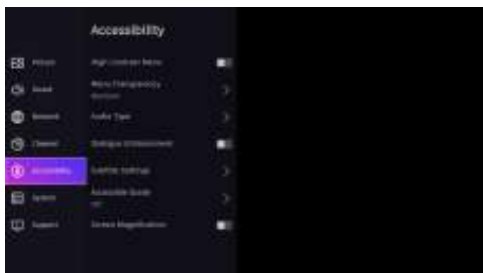 Accessibility
Picture
High Contrast Menu
Sound
Menu Transparency
Network
Audio Type
Channel
Dialogue Enhancement
Accessibility
Subtitle Settings
System
Accessible Guide
Support
Screen Magnification